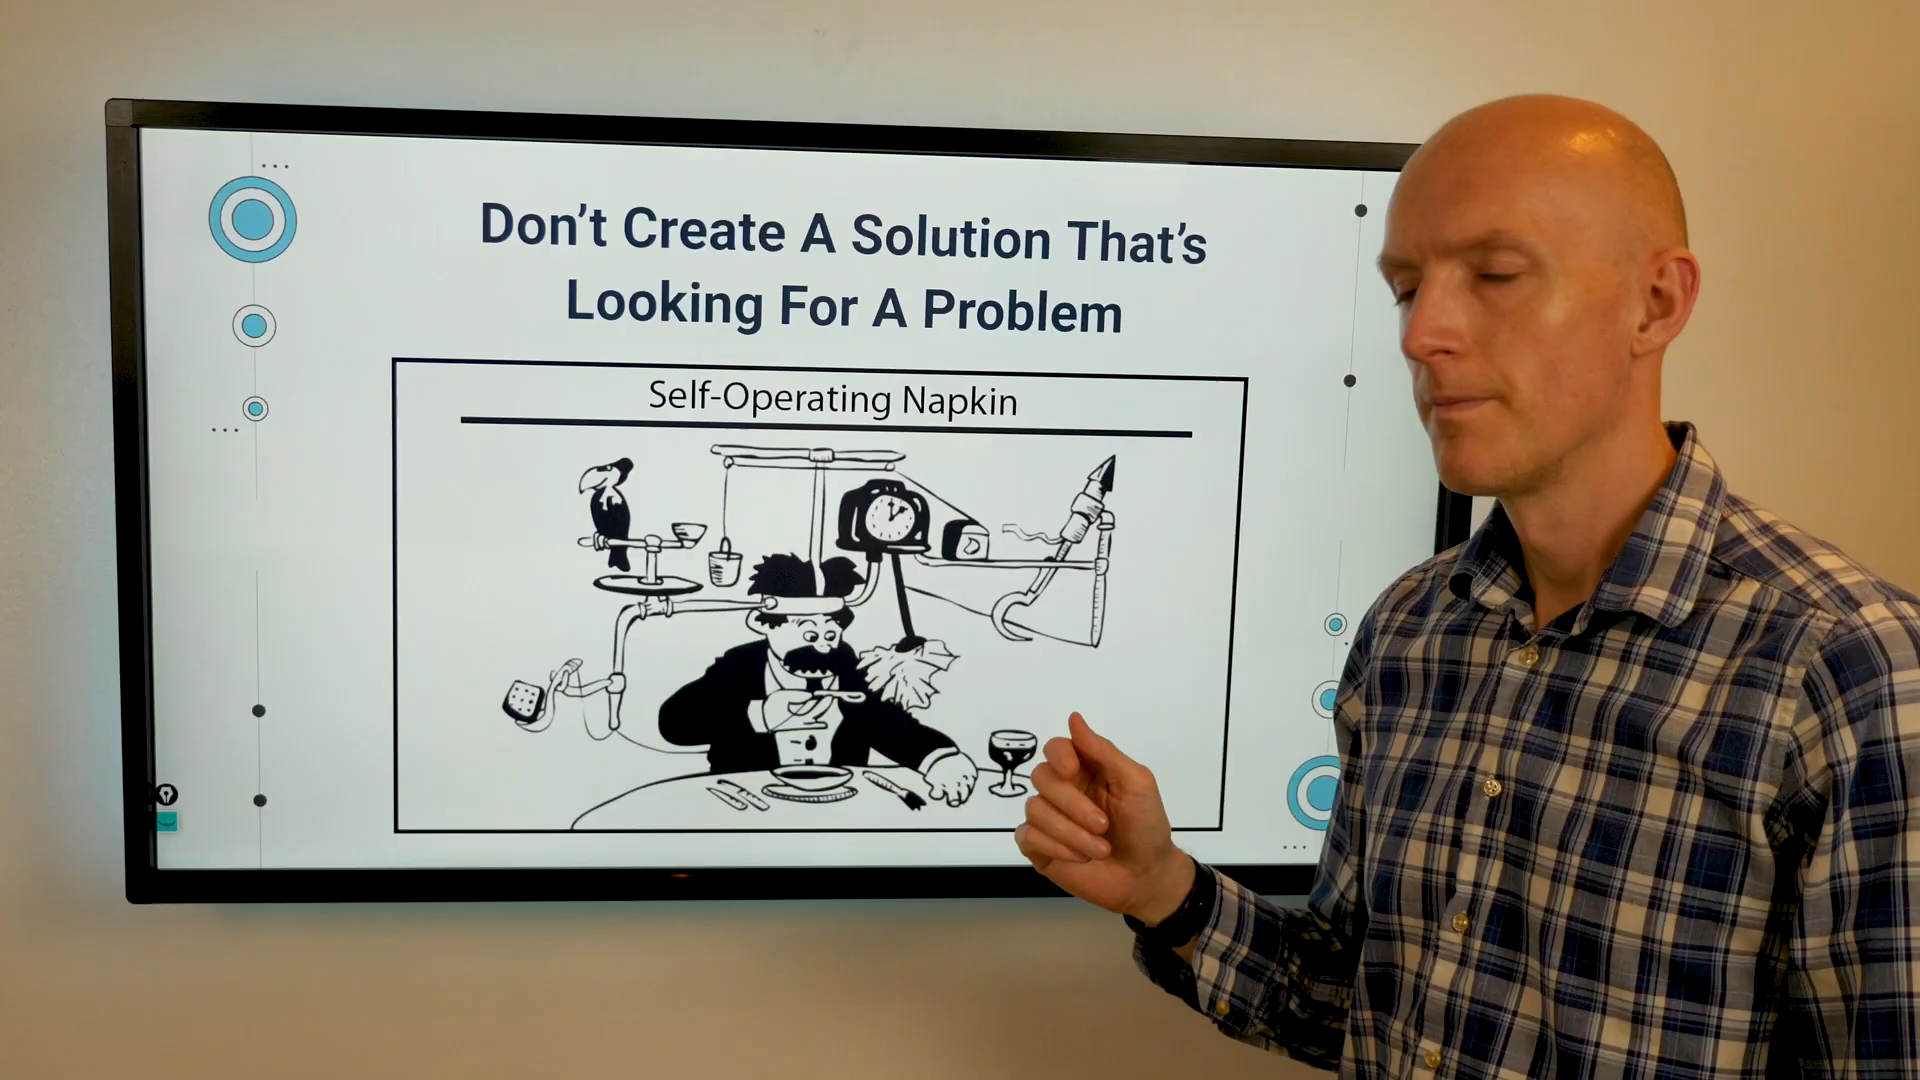 Don’t Create A Solution That’s
Looking For A Problem
Self-Operating Napkin